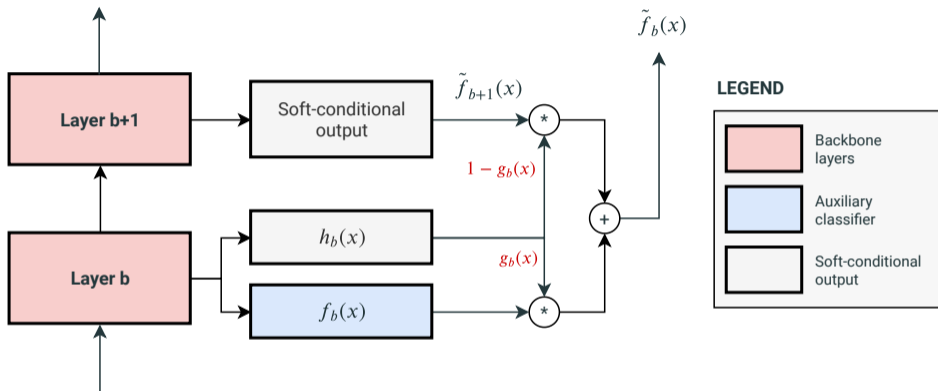 f̃_b(x)
LEGEND
f̃_{b+1}(x)
Layer b+1
Soft-conditional
output
*
Backbone
layers
1 − g_b(x)
Auxiliary
classifier
h_b(x)
+
Layer b
g_b(x)
Soft-conditional
output
f_b(x)
*